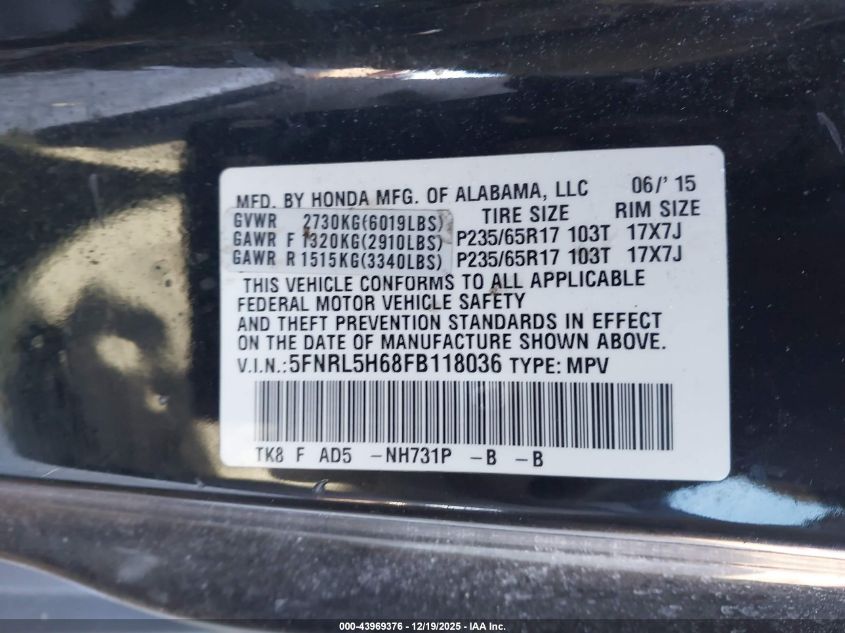 MFD. BY HONDA MFG. OF ALABAMA, LLC 06/' 15
GVWR 2730KG(6019LBS) TIRE SIZE RIM SIZE
GAWR F 1320KG(2910LBS) P235/65R17 103T 17X7J
GAWR R 1515KG(3340LBS) P235/65R17 103T 17X7J
THIS VEHICLE CONFORMS TO ALL APPLICABLE
FEDERAL MOTOR VEHICLE SAFETY
AND THEFT PREVENTION STANDARDS IN EFFECT
ON THE DATE OF MANUFACTURE SHOWN ABOVE.
V.I.N.: 5FNRL5H68FB118036 TYPE: MPV
TK8 F AD5 -NH731P -B -B
000-43969376 - 12/19/2025 - IAA Inc.